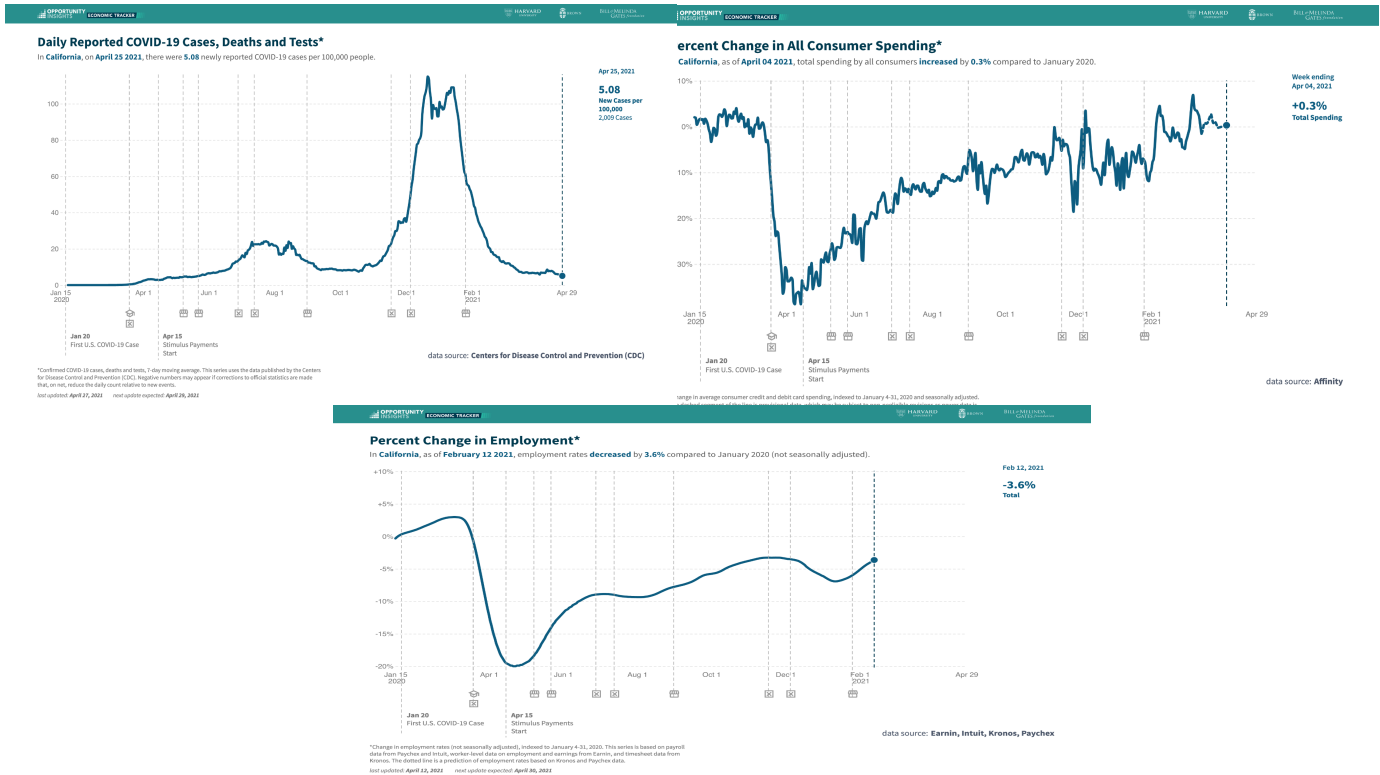 OPPORTUNITY
INSIGHTS
ECONOMIC TRACKER
HARVARD
UNIVERSITY
BROWN
BILL & MELINDA
GATES foundation
Daily Reported COVID-19 Cases, Deaths and Tests*
In California, on April 25 2021, there were 5.08 newly reported COVID-19 cases per 100,000 people.
Apr 25, 2021
5.08
New Cases per
100,000
2,009 Cases
100
80
60
40
20
0
Jan 15
2020
Apr 1
Jun 1
Aug 1
Oct 1
Dec 1
Feb 1
2021
Apr 29
Jan 20
First U.S. COVID-19 Case
Apr 15
Stimulus Payments
Start
data source: Centers for Disease Control and Prevention (CDC)
*Confirmed COVID-19 cases, deaths and tests, 7-day moving average. This series uses the data published by the Centers
for Disease Control and Prevention (CDC). Negative numbers may appear if corrections to official statistics are made
that, on net, reduce the daily count relative to new events.
last updated: April 27, 2021 next update expected: April 29, 2021
OPPORTUNITY
INSIGHTS
ECONOMIC TRACKER
HARVARD
UNIVERSITY
BROWN
BILL & MELINDA
GATES foundation
ercent Change in All Consumer Spending*
California, as of April 04 2021, total spending by all consumers increased by 0.3% compared to January 2020.
Week ending
Apr 04, 2021
+0.3%
Total Spending
10%
0%
10%
20%
30%
Jan 15
2020
Apr 1
Jun 1
Aug 1
Oct 1
Dec 1
Feb 1
2021
Apr 29
Jan 20
First U.S. COVID-19 Case
Apr 15
Stimulus Payments
Start
data source: Affinity
ange in average consumer credit and debit card spending, indexed to January 4-31, 2020 and seasonally adjusted.
OPPORTUNITY
INSIGHTS
ECONOMIC TRACKER
HARVARD
UNIVERSITY
BROWN
BILL & MELINDA
GATES foundation
Percent Change in Employment*
In California, as of February 12 2021, employment rates decreased by 3.6% compared to January 2020 (not seasonally adjusted).
Feb 12, 2021
-3.6%
Total
+10%
+5%
0%
-5%
-10%
-15%
-20%
Jan 15
2020
Apr 1
Jun 1
Aug 1
Oct 1
Dec 1
Feb 1
2021
Apr 29
Jan 20
First U.S. COVID-19 Case
Apr 15
Stimulus Payments
Start
data source: Earnin, Intuit, Kronos, Paychex
*Change in employment rates (not seasonally adjusted), indexed to January 4-31, 2020. This series is based on payroll
data from Paychex and Intuit, worker-level data on employment and earnings from Earnin, and timesheet data from
Kronos. The dotted line is a prediction of employment rates based on Kronos and Paychex data.
last updated: April 12, 2021 next update expected: April 30, 2021